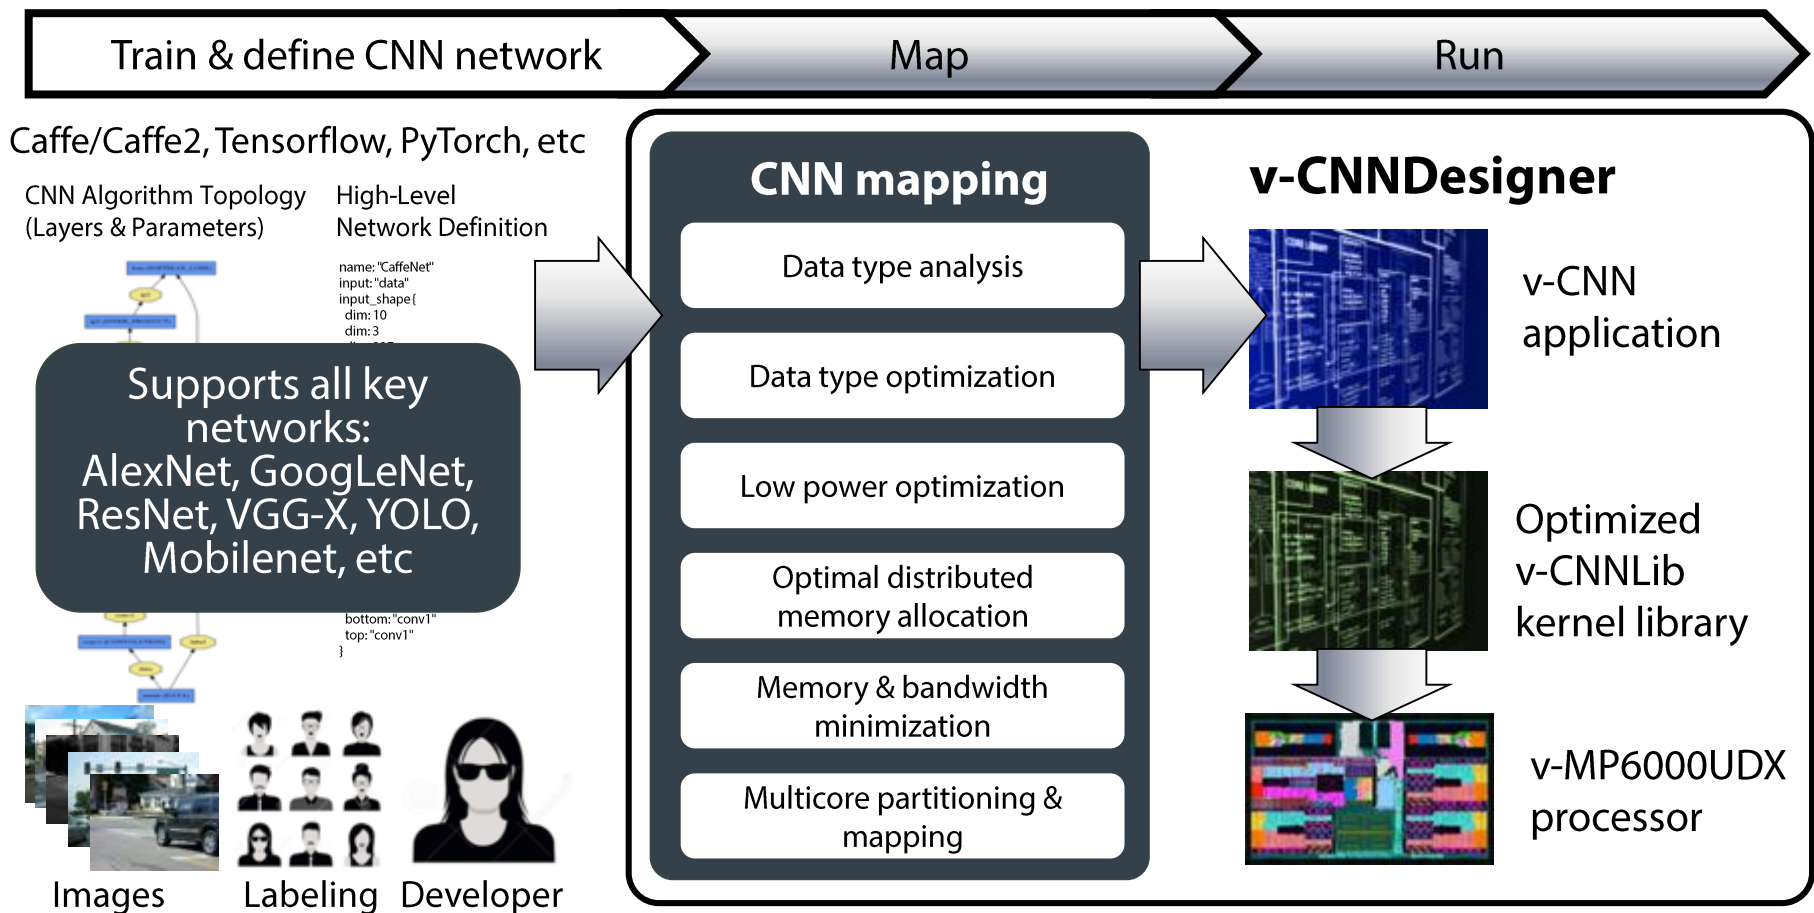 Train & define CNN network
Map
Run
Caffe/Caffe2, Tensorflow, PyTorch, etc
CNN Algorithm Topology
(Layers & Parameters)
High-Level
Network Definition
name: "CaffeNet"
input: "data"
input_shape{
dim: 10
dim: 3
Supports all key
networks:
AlexNet, GoogLeNet,
ResNet, VGG-X, YOLO,
Mobilenet, etc
bottom: "conv1"
top: "conv1"
}
Images
Labeling
Developer
CNN mapping
Data type analysis
Data type optimization
Low power optimization
Optimal distributed
memory allocation
Memory & bandwidth
minimization
Multicore partitioning &
mapping
v-CNNDesigner
v-CNN
application
Optimized
v-CNNLib
kernel library
v-MP6000UDX
processor